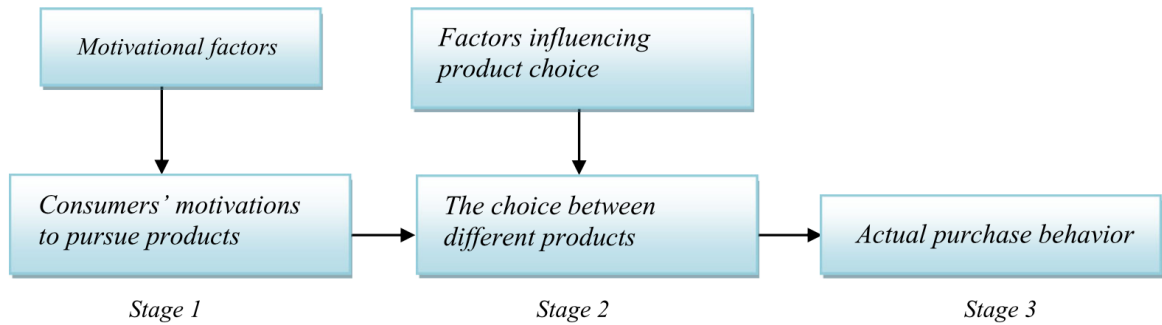 Motivational factors
Factors influencing
product choice
Consumers’ motivations
to pursue products
The choice between
different products
Actual purchase behavior
Stage 1
Stage 2
Stage 3